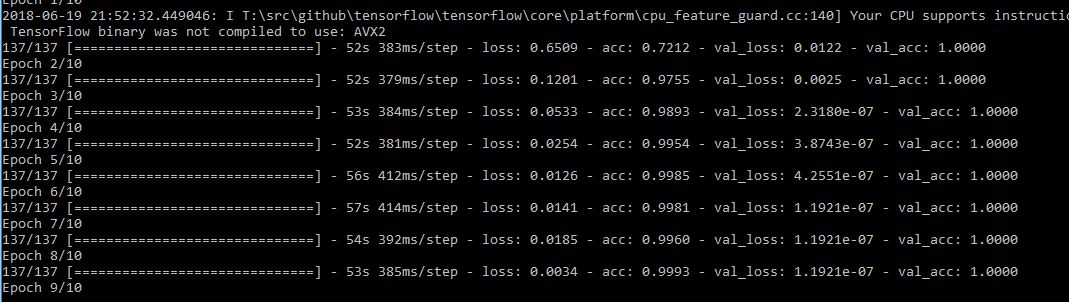 Epoch 1/10
2018-06-19 21:52:32.449046: I T:\src\github\tensorflow\tensorflow\core\platform\cpu_feature_guard.cc:140] Your CPU supports instructio
TensorFlow binary was not compiled to use: AVX2
137/137 [==============================] - 52s 383ms/step - loss: 0.6509 - acc: 0.7212 - val_loss: 0.0122 - val_acc: 1.0000
Epoch 2/10
137/137 [==============================] - 52s 379ms/step - loss: 0.1201 - acc: 0.9755 - val_loss: 0.0025 - val_acc: 1.0000
Epoch 3/10
137/137 [==============================] - 53s 384ms/step - loss: 0.0533 - acc: 0.9893 - val_loss: 2.3180e-07 - val_acc: 1.0000
Epoch 4/10
137/137 [==============================] - 52s 381ms/step - loss: 0.0254 - acc: 0.9954 - val_loss: 3.8743e-07 - val_acc: 1.0000
Epoch 5/10
137/137 [==============================] - 56s 412ms/step - loss: 0.0126 - acc: 0.9985 - val_loss: 4.2551e-07 - val_acc: 1.0000
Epoch 6/10
137/137 [==============================] - 57s 414ms/step - loss: 0.0141 - acc: 0.9981 - val_loss: 1.1921e-07 - val_acc: 1.0000
Epoch 7/10
137/137 [==============================] - 54s 392ms/step - loss: 0.0185 - acc: 0.9960 - val_loss: 1.1921e-07 - val_acc: 1.0000
Epoch 8/10
137/137 [==============================] - 53s 385ms/step - loss: 0.0034 - acc: 0.9993 - val_loss: 1.1921e-07 - val_acc: 1.0000
Epoch 9/10